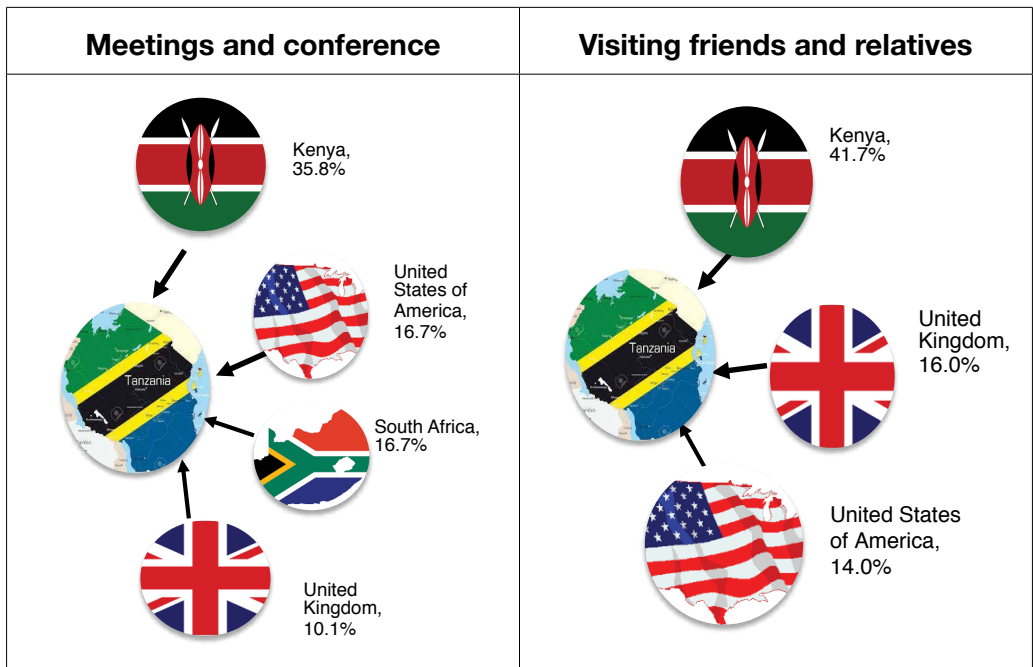 Meetings and conference
Visiting friends and relatives
Kenya,
35.8%
United
States of
America,
16.7%
Tanzania
South Africa,
16.7%
United
Kingdom,
10.1%
Kenya,
41.7%
United
Kingdom,
16.0%
Tanzania
United States
of America,
14.0%